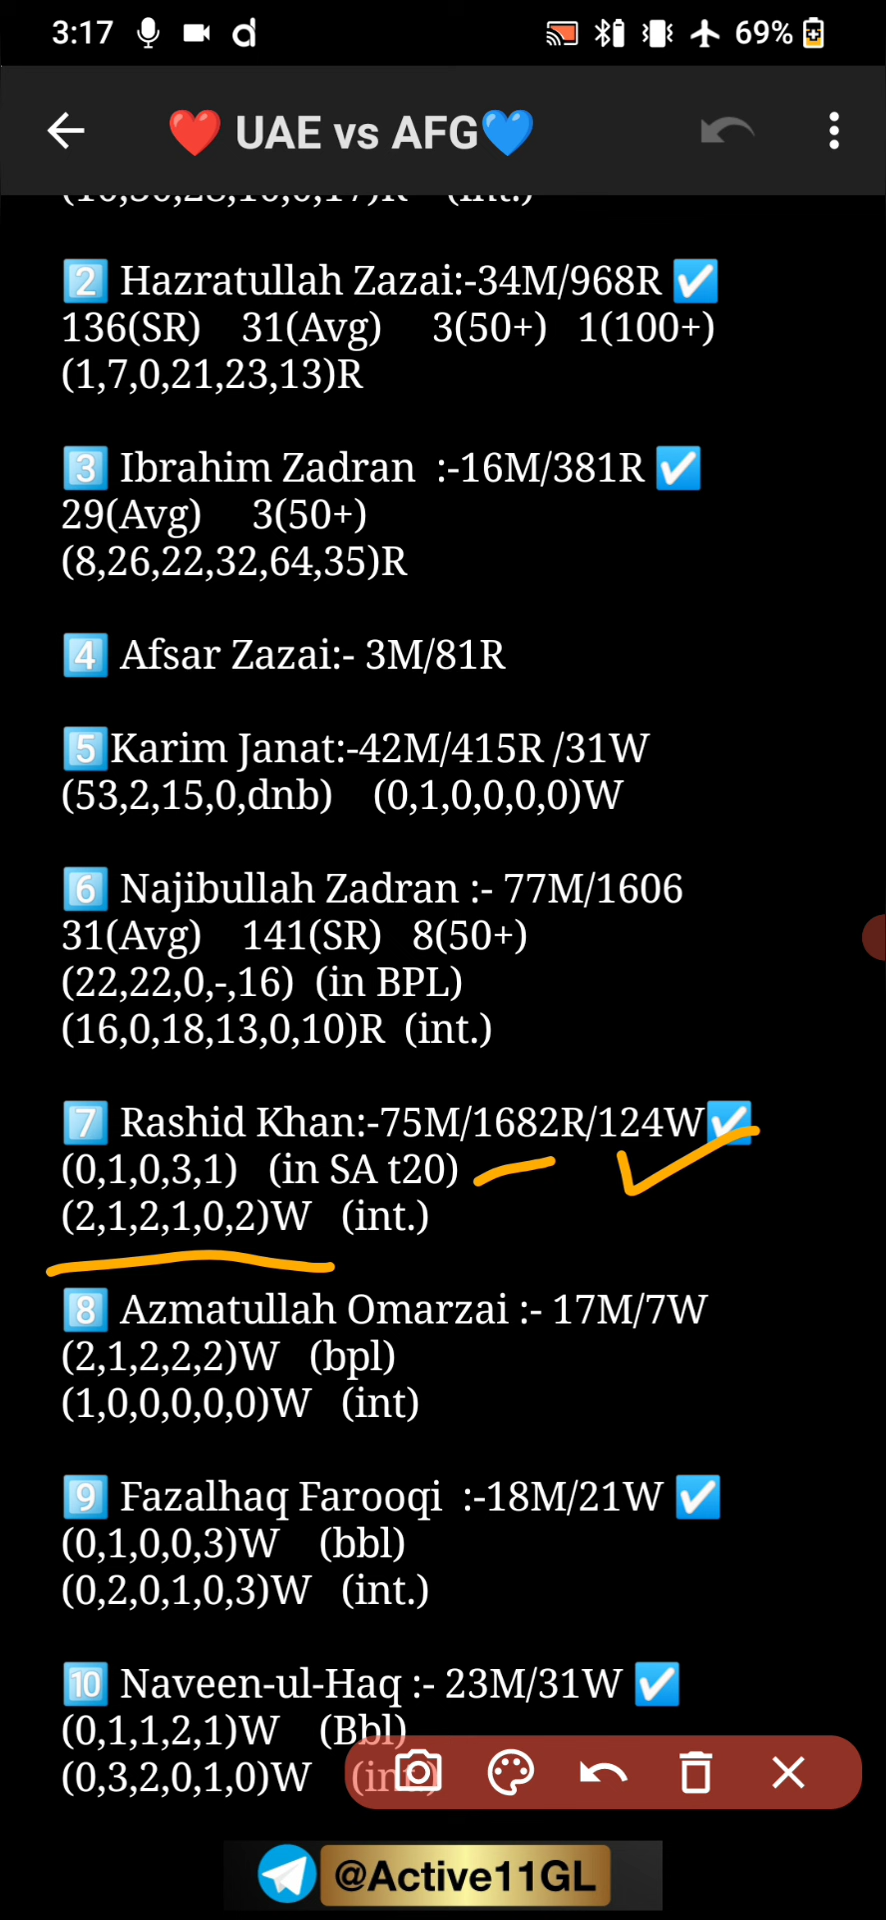 3:17 69%
❤️ UAE vs AFG💙
(16,36,28,10,6,17)R (int.)
2️⃣ Hazratullah Zazai:-34M/968R ☑️
136(SR) 31(Avg) 3(50+) 1(100+)
(1,7,0,21,23,13)R
3️⃣ Ibrahim Zadran :-16M/381R ☑️
29(Avg) 3(50+)
(8,26,22,32,64,35)R
4️⃣ Afsar Zazai:- 3M/81R
5️⃣Karim Janat:-42M/415R /31W
(53,2,15,0,dnb) (0,1,0,0,0,0)W
6️⃣ Najibullah Zadran :- 77M/1606
31(Avg) 141(SR) 8(50+)
(22,22,0,-,16) (in BPL)
(16,0,18,13,0,10)R (int.)
7️⃣ Rashid Khan:-75M/1682R/124W☑️
(0,1,0,3,1) (in SA t20)
(2,1,2,1,0,2)W (int.)
8️⃣ Azmatullah Omarzai :- 17M/7W
(2,1,2,2,2)W (bpl)
(1,0,0,0,0,0)W (int)
9️⃣ Fazalhaq Farooqi :-18M/21W ☑️
(0,1,0,0,3)W (bbl)
(0,2,0,1,0,3)W (int.)
🔟 Naveen-ul-Haq :- 23M/31W ☑️
(0,1,1,2,1)W (Bbl)
(0,3,2,0,1,0)W
@Active11GL